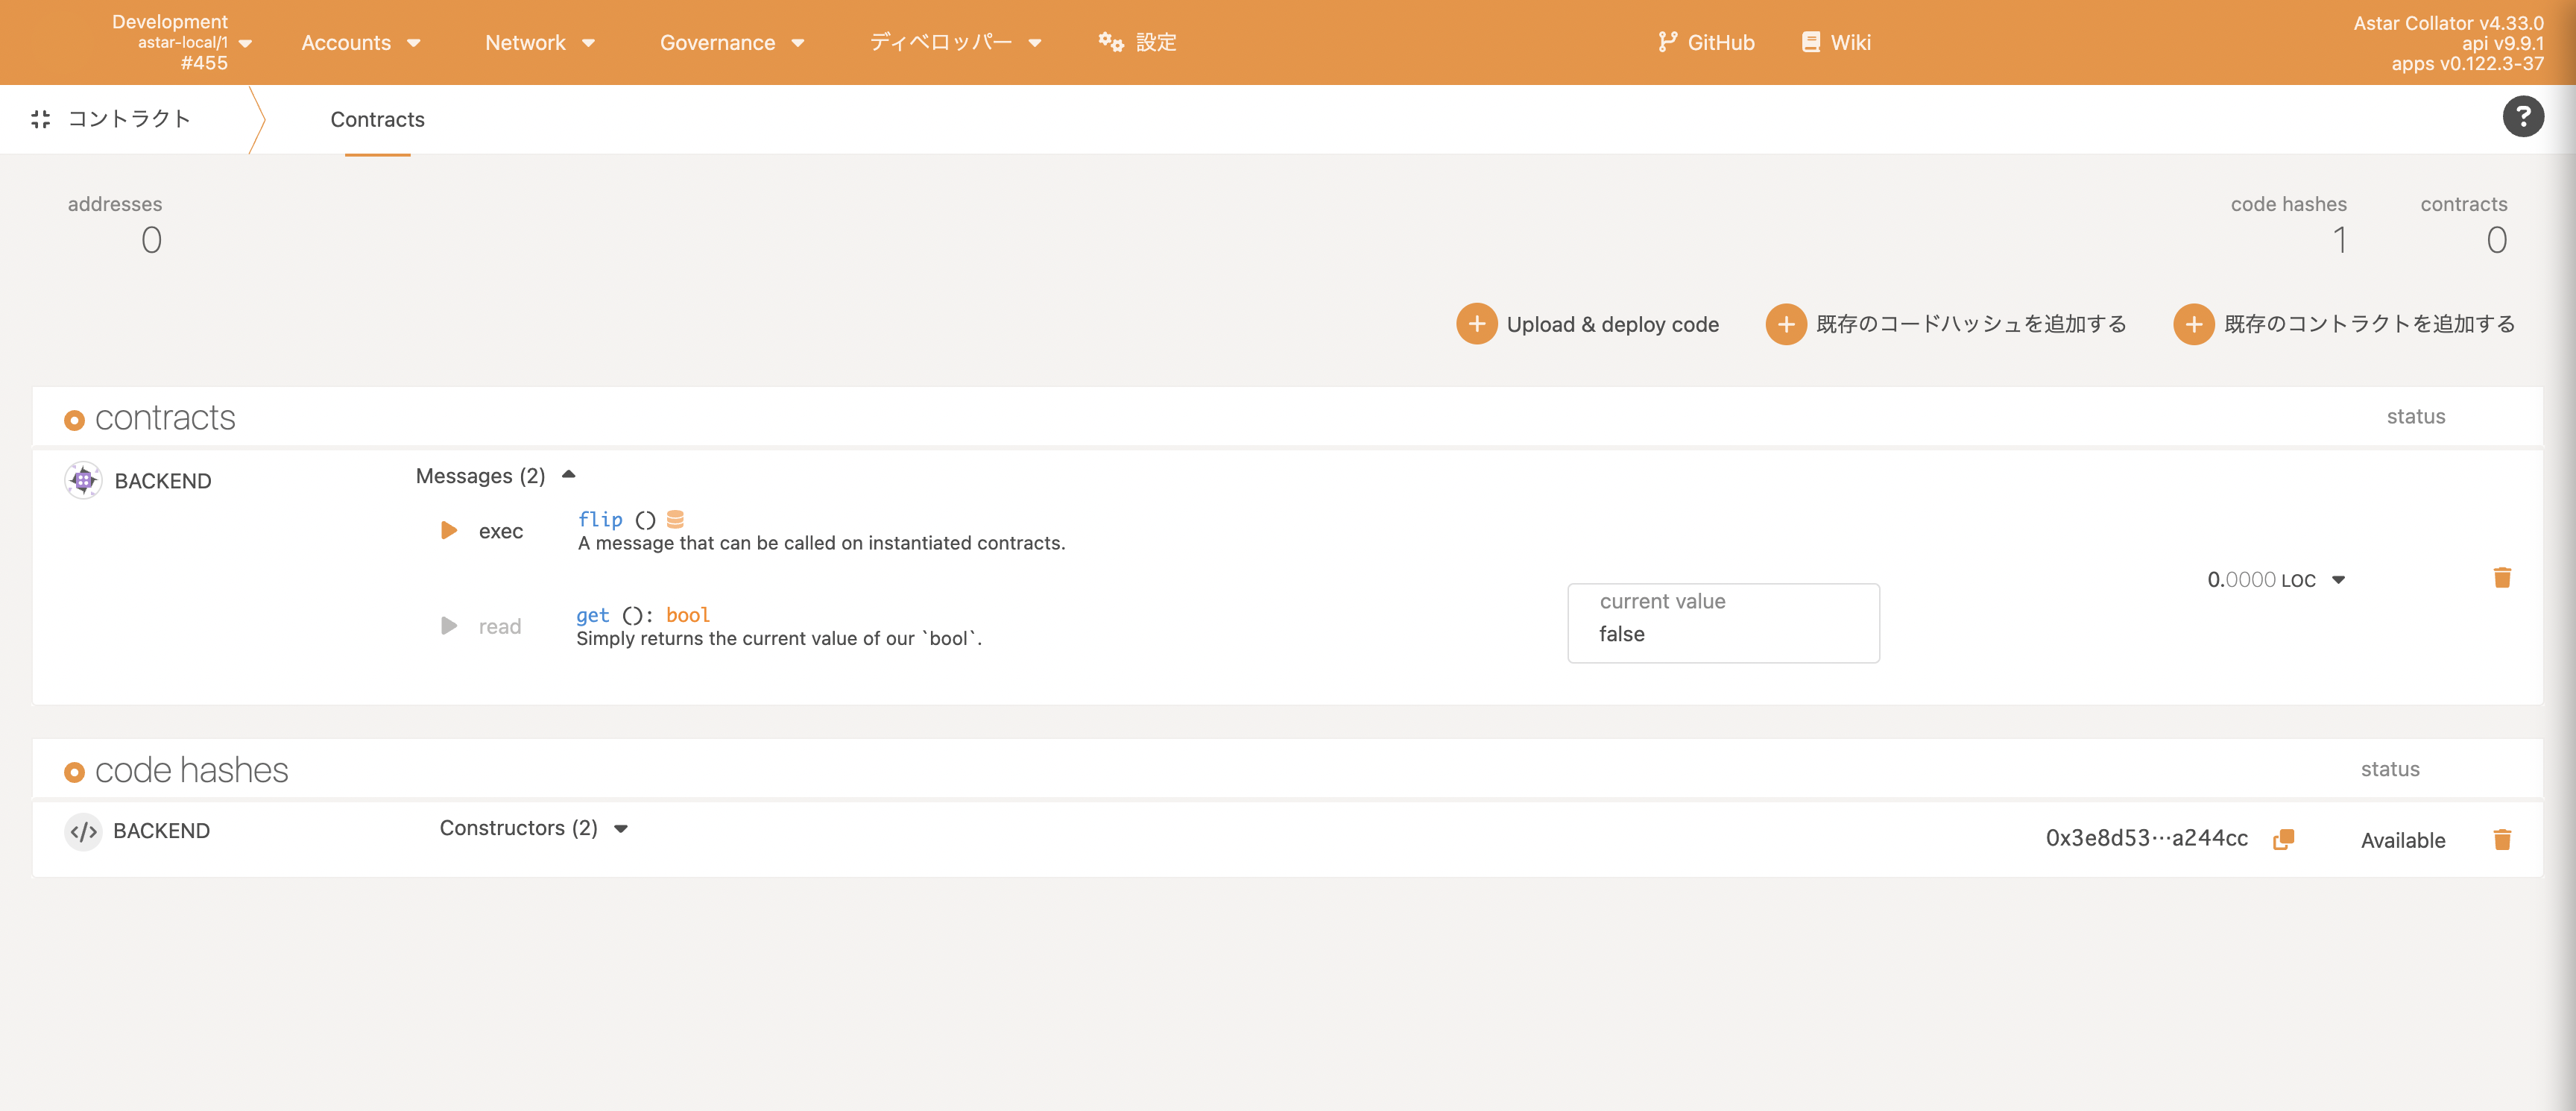 Development
astar-local/1
#455
Accounts
Network
Governance
ディベロッパー
設定
GitHub
Wiki
Astar Collator v4.33.0
api v9.9.1
apps v0.122.3-37
コントラクト
Contracts
?
addresses
0
code hashes
1
contracts
0
Upload & deploy code
既存のコードハッシュを追加する
既存のコントラクトを追加する
contracts
status
BACKEND
Messages (2)
exec
flip ()
A message that can be called on instantiated contracts.
read
get (): bool
Simply returns the current value of our `bool`.
current value
false
0.0000 LOC
code hashes
status
BACKEND
Constructors (2)
0x3e8d53…a244cc
Available